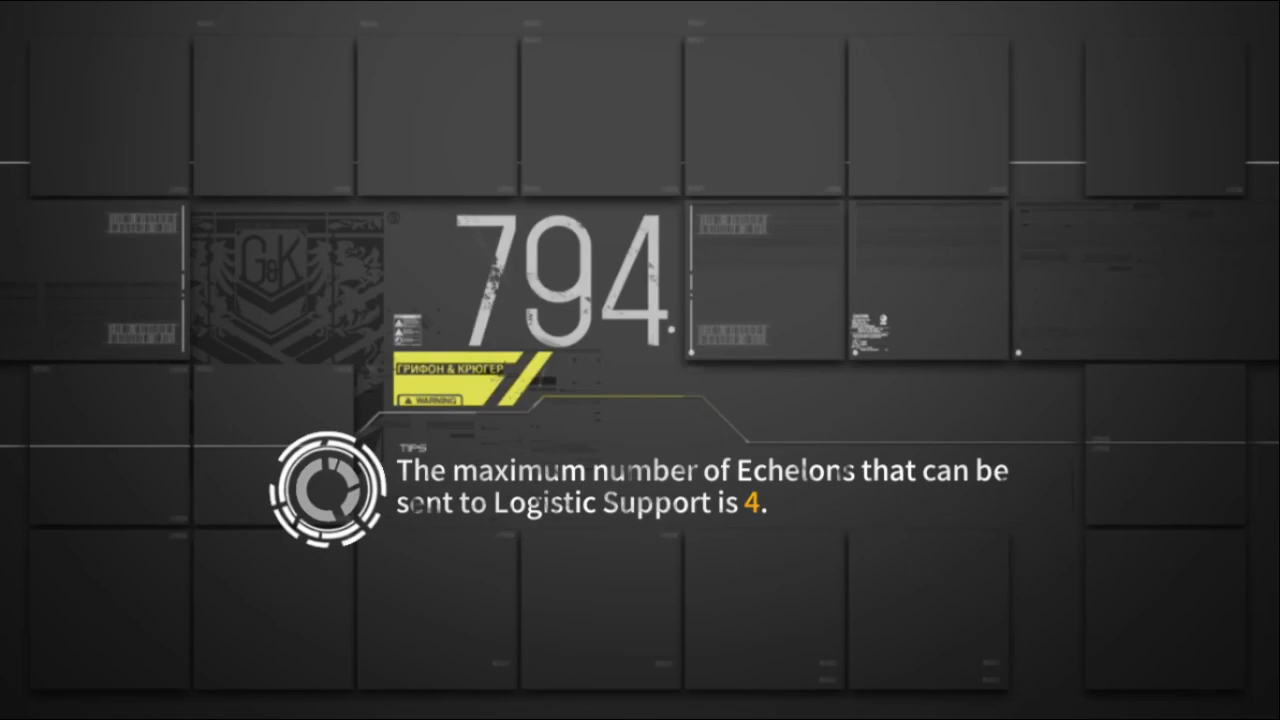 G&K
794.
ГРИФОН & КРЮГЕР
WARNING
TIPS
The maximum number of Echelons that can be
sent to Logistic Support is 4.